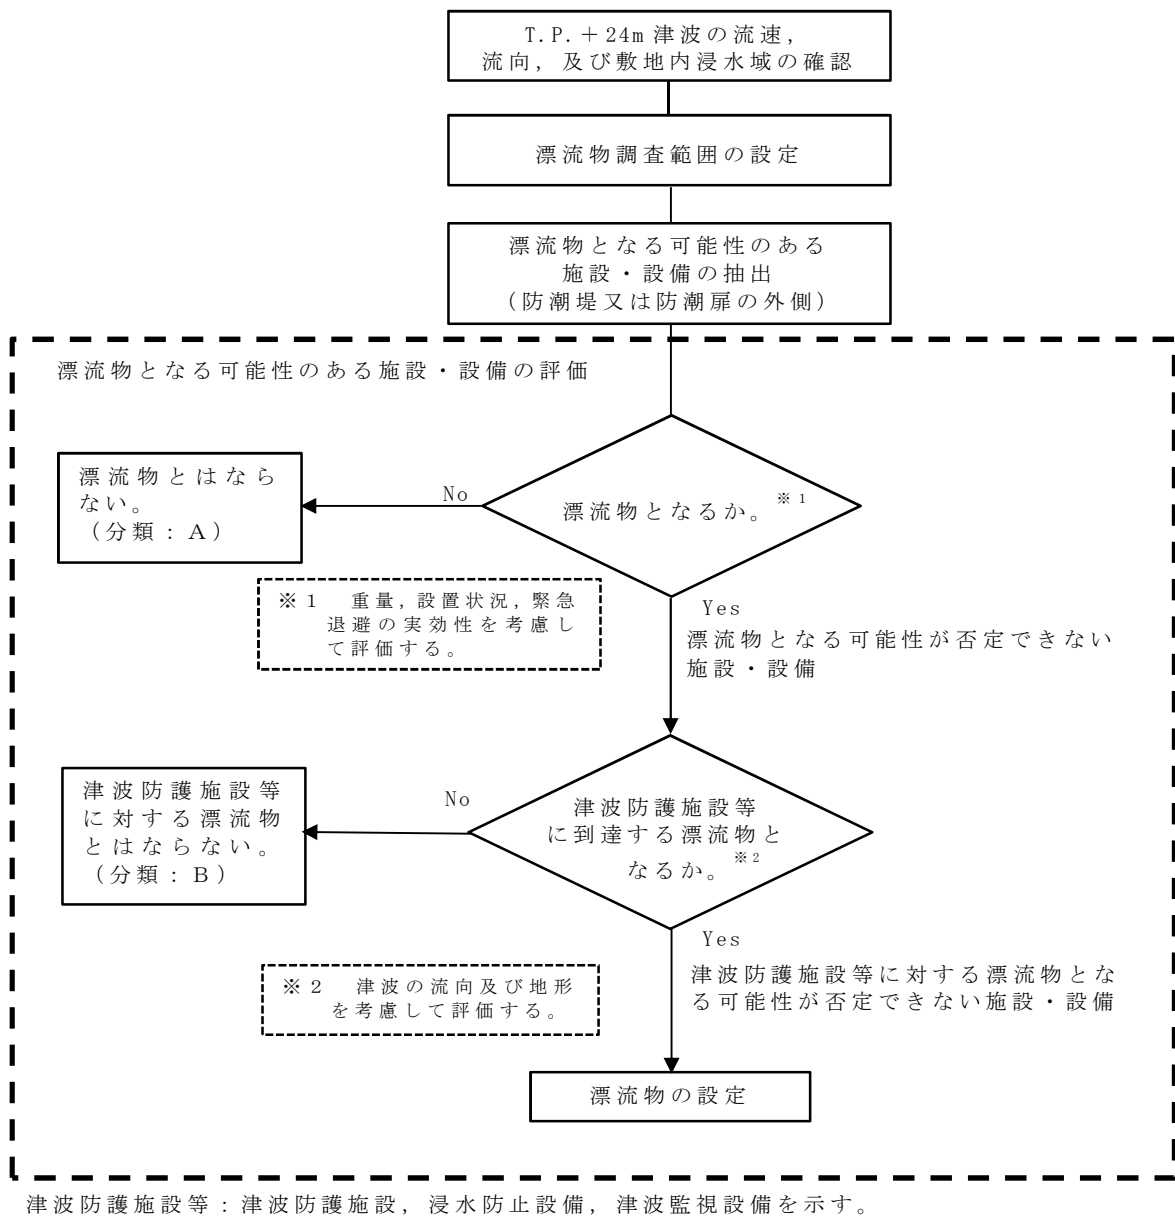 T.P.＋24m 津波の流速，
流向，及び敷地内浸水域の確認
漂流物調査範囲の設定
漂流物となる可能性のある
施設・設備の抽出
（防潮堤又は防潮扉の外側）
漂流物となる可能性のある施設・設備の評価
漂流物となるか。※1
No
漂流物とはなら
ない。
（分類：A）
※1　重量，設置状況，緊急
退避の実効性を考慮し
て評価する。
Yes
漂流物となる可能性が否定できない
施設・設備
津波防護施設等
に到達する漂流物と
なるか。※2
No
津波防護施設等
に対する漂流物
とはならない。
（分類：B）
※2　津波の流向及び地形
を考慮して評価する。
Yes
津波防護施設等に対する漂流物とな
る可能性が否定できない施設・設備
漂流物の設定
津波防護施設等：津波防護施設，浸水防止設備，津波監視設備を示す。